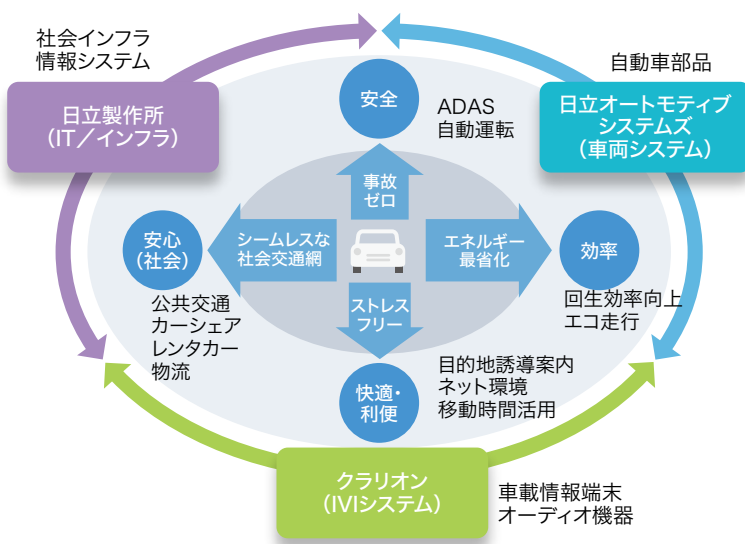 社会インフラ
情報システム
日立製作所
（IT／インフラ）
自動車部品
日立オートモティブ
システムズ
（車両システム）
安全
ADAS
自動運転
事故
ゼロ
安心
（社会）
シームレスな
社会交通網
エネルギー
最省化
効率
公共交通
カーシェア
レンタカー
物流
ストレス
フリー
回生効率向上
エコ走行
快適・
利便
目的地誘導案内
ネット環境
移動時間活用
クラリオン
（IVIシステム）
車載情報端末
オーディオ機器